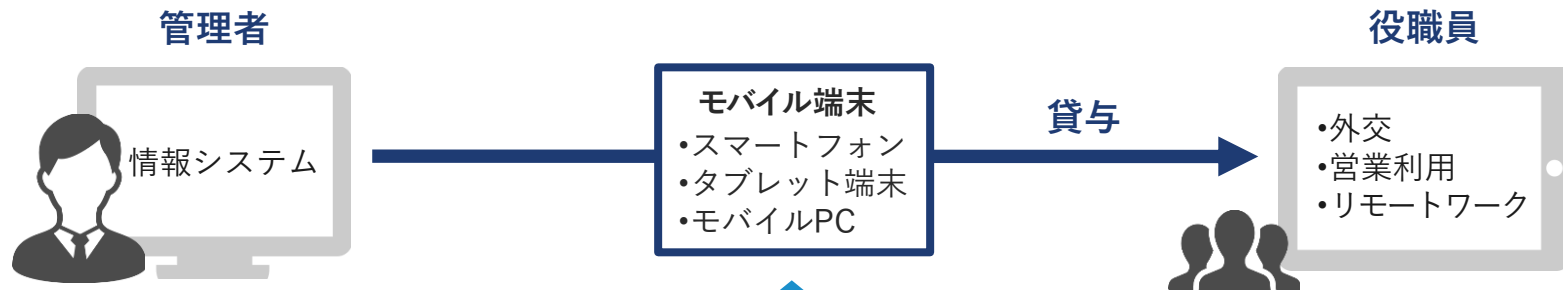 管理者
役職員
情報システム
モバイル端末
•スマートフォン
•タブレット端末
•モバイルPC
貸与
•外交
•営業利用
•リモートワーク